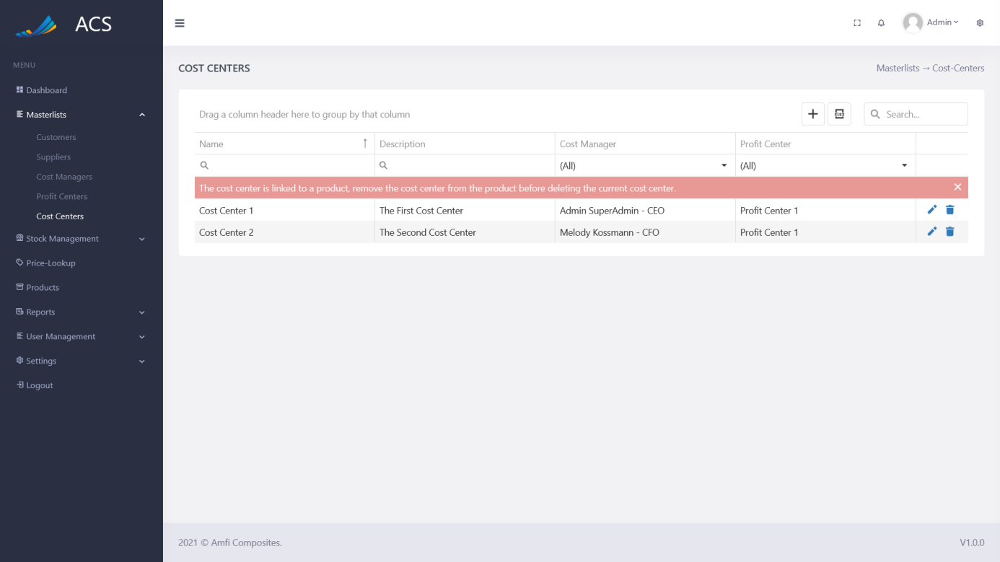 ACS
Admin
MENU
Dashboard
Masterlists
Customers
Suppliers
Cost Managers
Profit Centers
Cost Centers
Stock Management
Price-Lookup
Products
Reports
User Management
Settings
Logout
COST CENTERS
Masterlists → Cost-Centers
Drag a column header here to group by that column
XLSX
Search...
Name ↑ Description Cost Manager Profit Center
(All) (All)
The cost center is linked to a product, remove the cost center from the product before deleting the current cost center.
Cost Center 1 The First Cost Center Admin SuperAdmin - CEO Profit Center 1
Cost Center 2 The Second Cost Center Melody Kossmann - CFO Profit Center 1
2021 © Amfi Composites.
V1.0.0